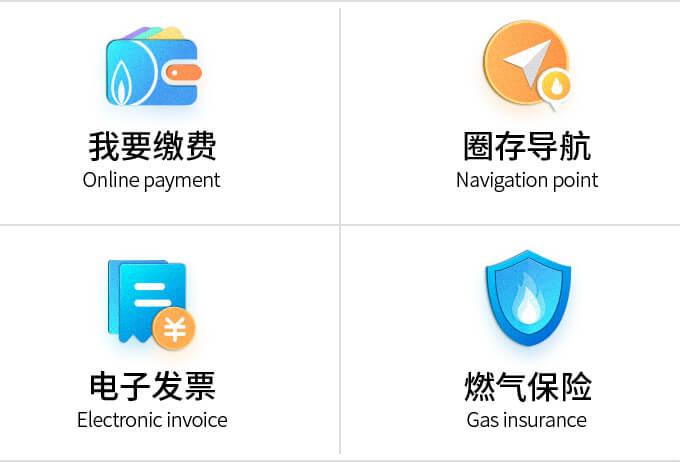 我要缴费
Online payment
圈存导航
Navigation point
电子发票
Electronic invoice
燃气保险
Gas insurance